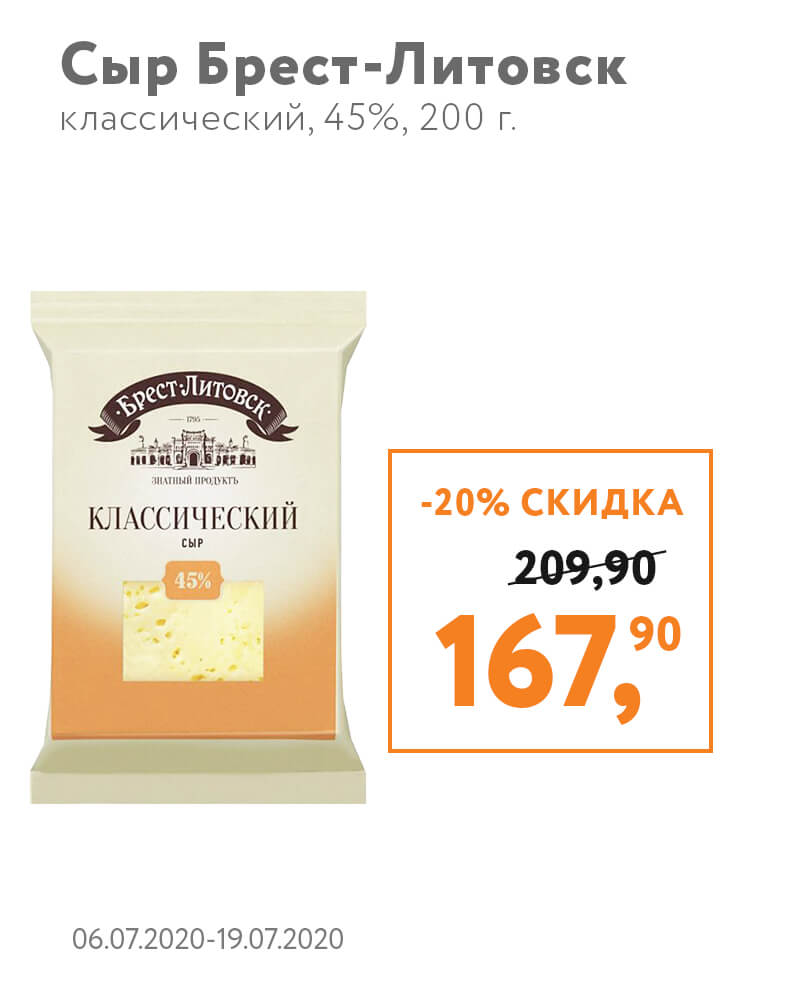 Сыр Брест-Литовск
классический, 45%, 200 г.
·БРЕСТ·ЛИТОВСК·
1795
ЗНАТНЫЙ ПРОДУКТЪ
КЛАССИЧЕСКИЙ
СЫР
45%
-20% СКИДКА
209,90
167,90
06.07.2020-19.07.2020